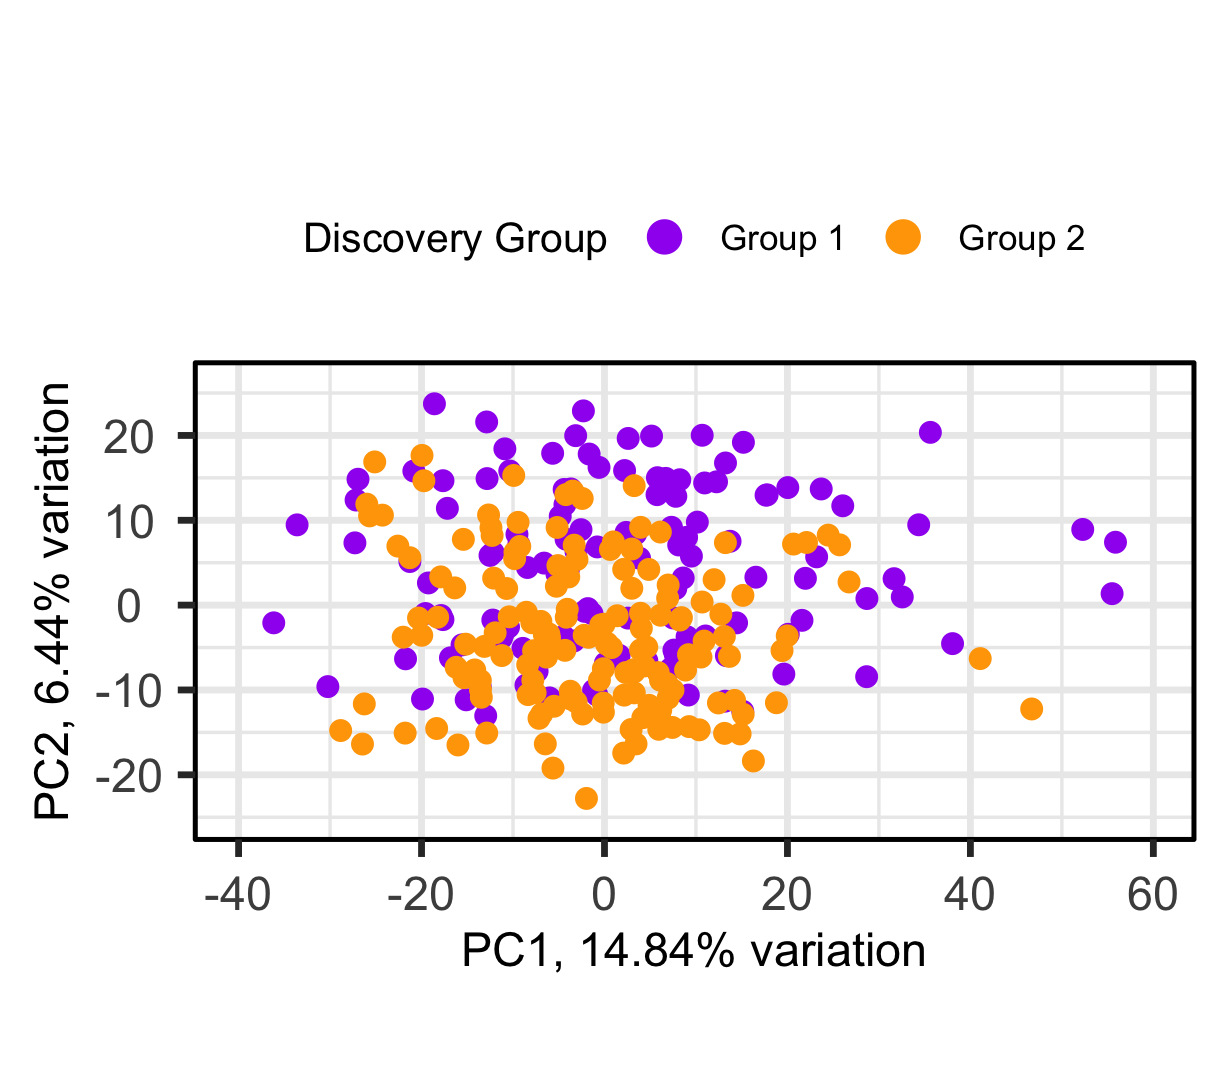 Discovery Group Group 1 Group 2
20
10
0
-10
-20
PC2, 6.44% variation
-40 -20 0 20 40 60
PC1, 14.84% variation